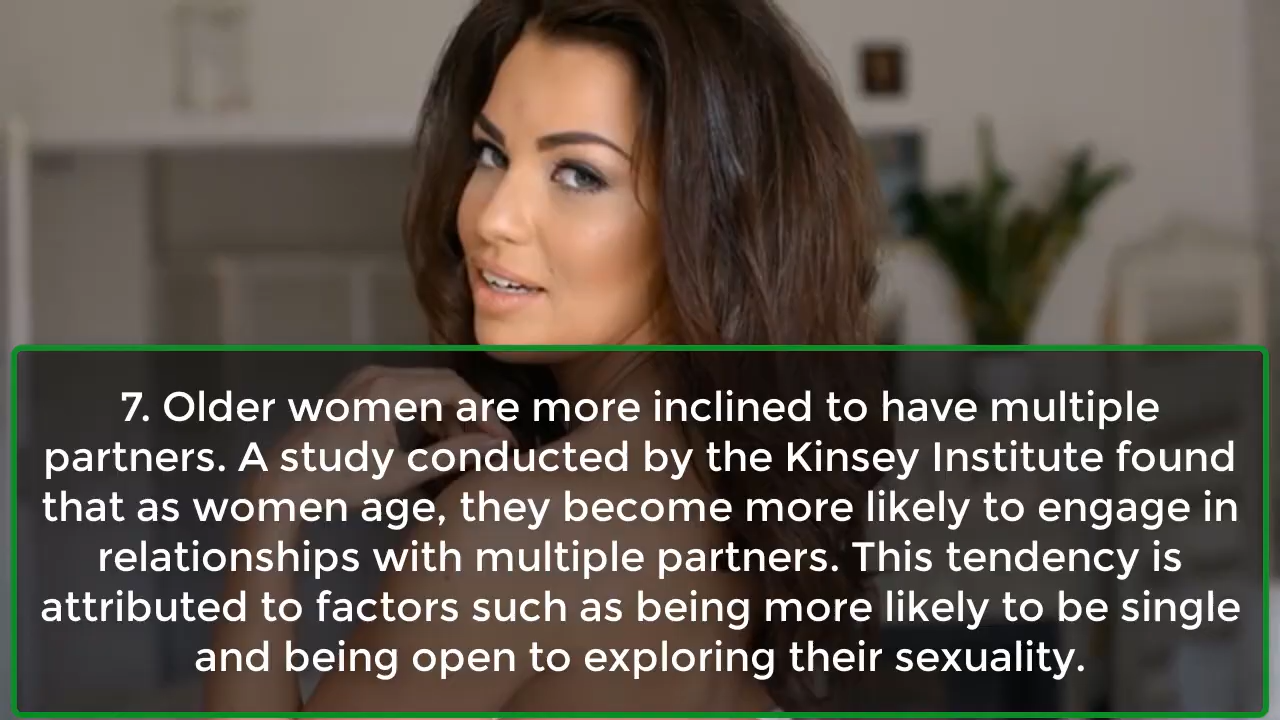 7. Older women are more inclined to have multiple
partners. A study conducted by the Kinsey Institute found
that as women age, they become more likely to engage in
relationships with multiple partners. This tendency is
attributed to factors such as being more likely to be single
and being open to exploring their sexuality.